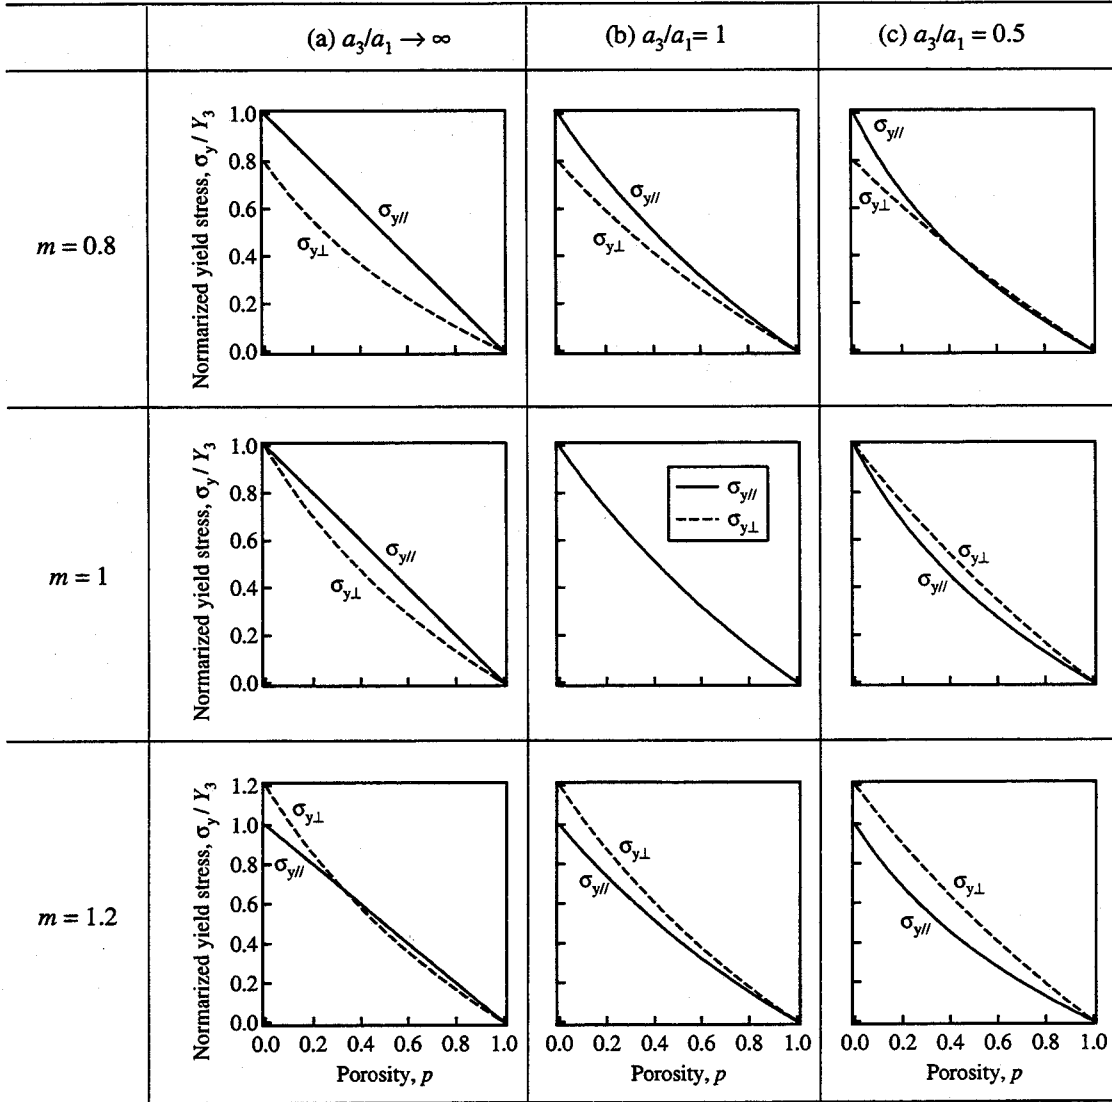 (a) a₃/a₁ → ∞
(b) a₃/a₁= 1
(c) a₃/a₁ = 0.5
m = 0.8
Normarized yield stress, σy / Y₃
1.0
0.8
0.6
0.4
0.2
0.0
σy//
σy⊥
σy//
σy⊥
σy//
σy⊥
m = 1
Normarized yield stress, σy / Y₃
1.0
0.8
0.6
0.4
0.2
0.0
σy//
σy⊥
σy//
σy⊥
σy⊥
σy//
m = 1.2
Normarized yield stress, σy / Y₃
1.2
1.0
0.8
0.6
0.4
0.2
0.0
σy⊥
σy//
σy⊥
σy//
σy⊥
σy//
0.0 0.2 0.4 0.6 0.8 1.0
Porosity, p
0.0 0.2 0.4 0.6 0.8 1.0
Porosity, p
0.0 0.2 0.4 0.6 0.8 1.0
Porosity, p